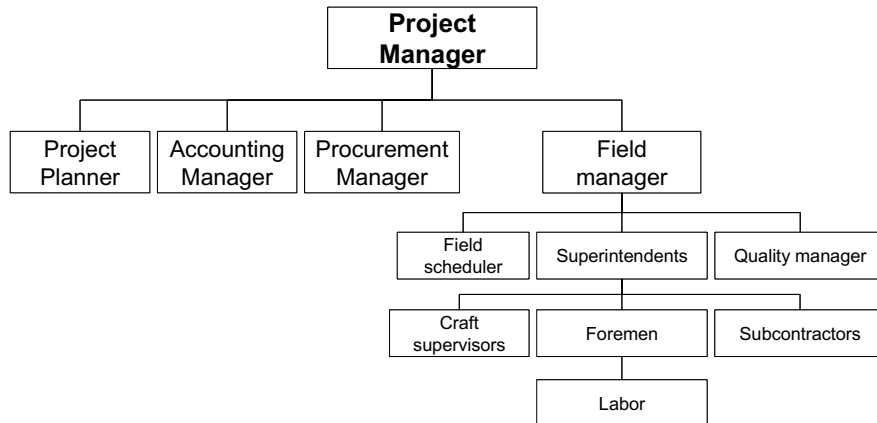 Project
Manager
Project
Planner
Accounting
Manager
Procurement
Manager
Field
manager
Field
scheduler
Superintendents
Quality manager
Craft
supervisors
Foremen
Subcontractors
Labor